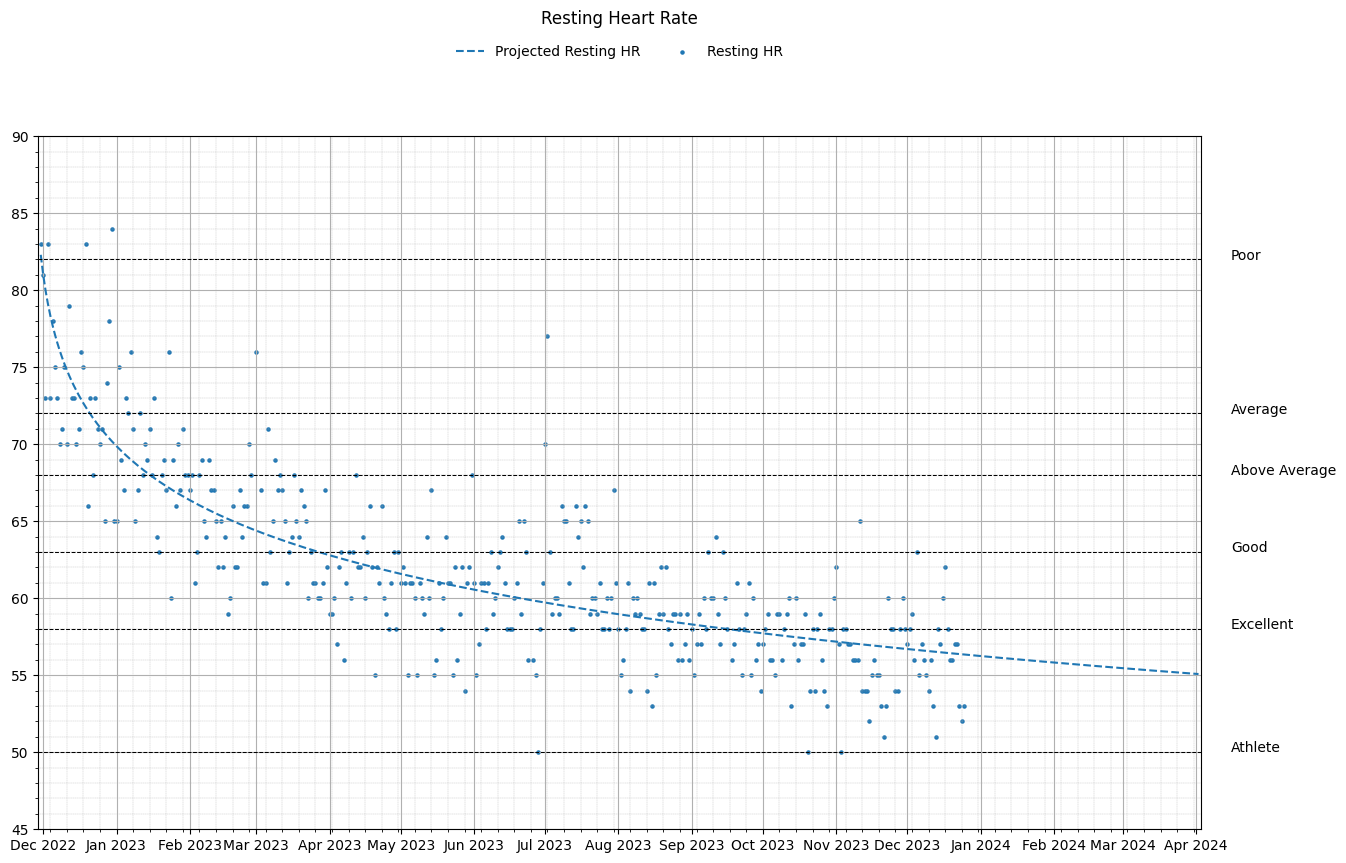 Resting Heart Rate
Projected Resting HR Resting HR
90
85
Poor
80
75
Average
70
Above Average
65
Good
60
Excellent
55
50
Athlete
45
Dec 2022 Jan 2023 Feb 2023 Mar 2023 Apr 2023 May 2023 Jun 2023 Jul 2023 Aug 2023 Sep 2023 Oct 2023 Nov 2023 Dec 2023 Jan 2024 Feb 2024 Mar 2024 Apr 2024